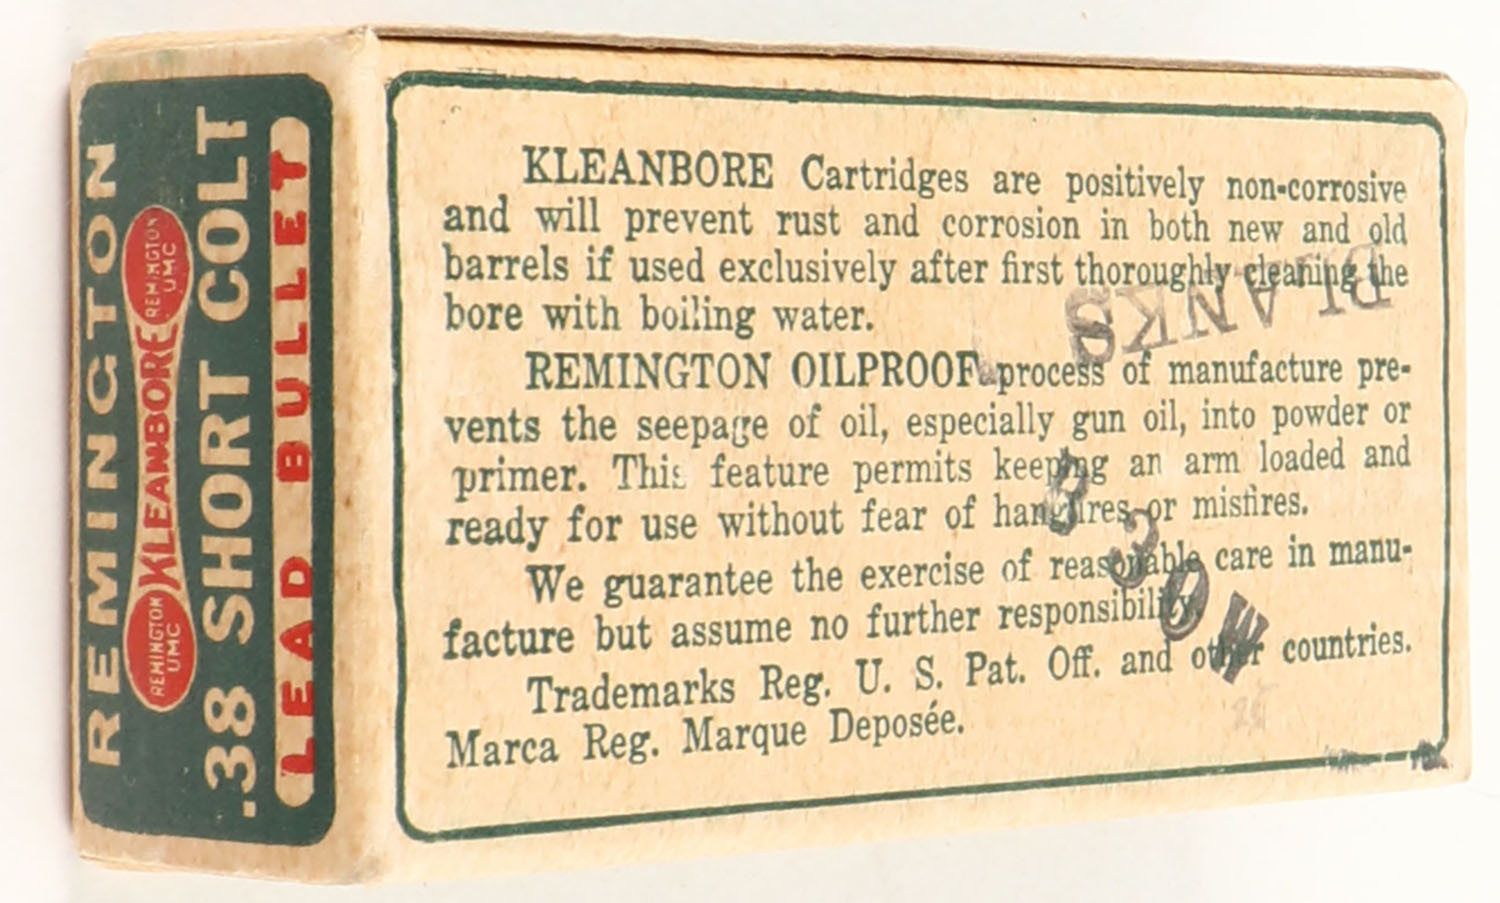 REMINGTON
REMINGTON
UMC
KLEANBORE
REMINGTON
UMC
.38 SHORT COLT
LEAD BULLET
KLEANBORE Cartridges are positively non-corrosive
and will prevent rust and corrosion in both new and old
barrels if used exclusively after first thoroughly cleaning the
bore with boiling water.
REMINGTON OILPROOF process of manufacture pre-
vents the seepage of oil, especially gun oil, into powder or
primer. This feature permits keeping an arm loaded and
ready for use without fear of hangfires or misfires.
We guarantee the exercise of reasonable care in manu-
facture but assume no further responsibility.
Trademarks Reg. U. S. Pat. Off. and other countries.
Marca Reg. Marque Deposée.
BLANKS